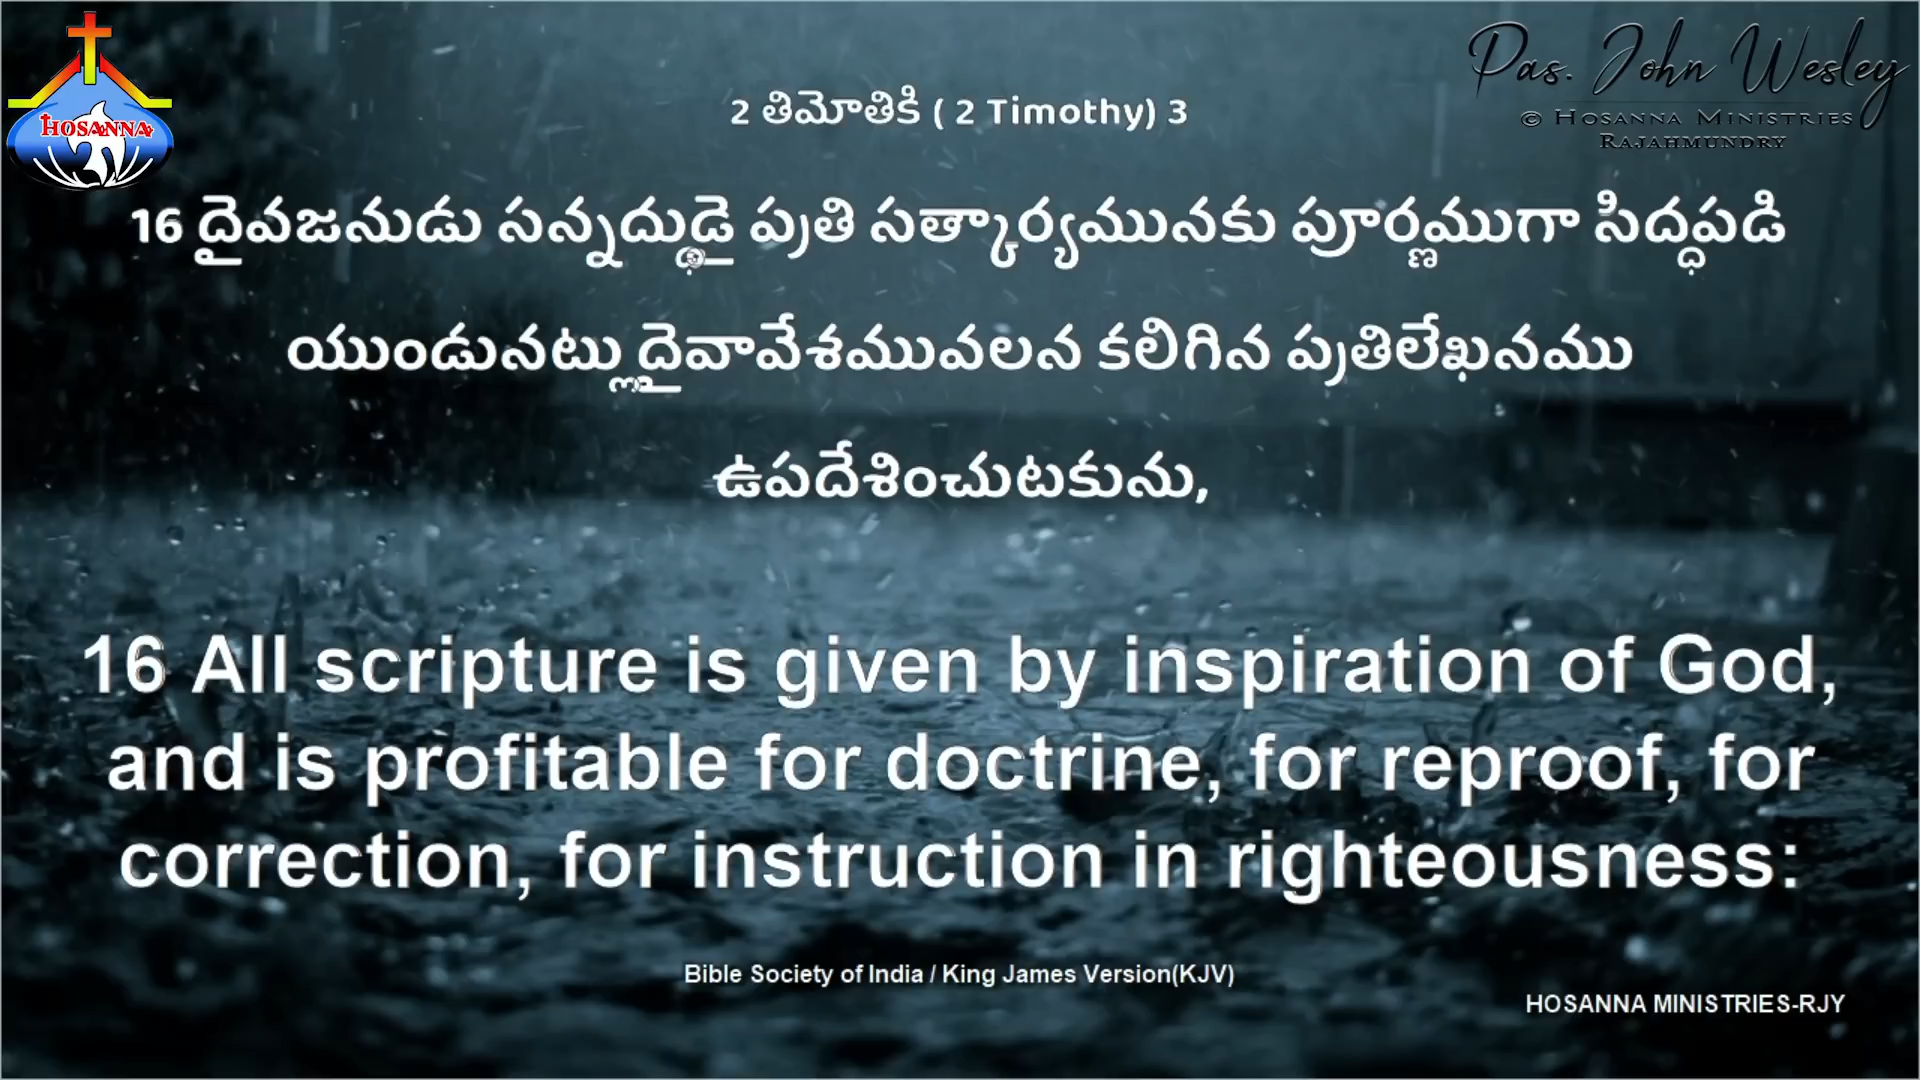 HOSANNA
Pas. John Wesley
© HOSANNA MINISTRIES
RAJAHMUNDRY
2 తిమోతికి ( 2 Timothy) 3
16 దైవజనుడు సన్నద్ధుడై ప్రతి సత్కార్యమునకు పూర్ణముగా సిద్ధపడి
యుండునట్లు దైవావేశమువలన కలిగిన ప్రతిలేఖనము
ఉపదేశించుటకును,
16 All scripture is given by inspiration of God,
and is profitable for doctrine, for reproof, for
correction, for instruction in righteousness:
Bible Society of India / King James Version(KJV)
HOSANNA MINISTRIES-RJY